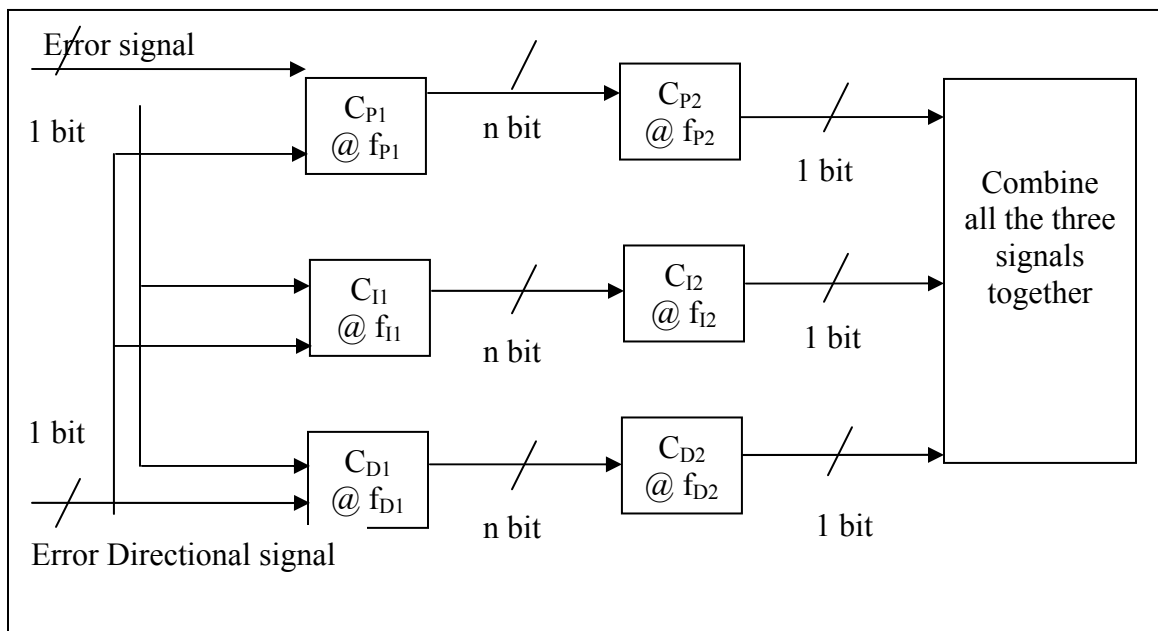 Error signal
1 bit
C_P1
@ f_P1
n bit
C_P2
@ f_P2
1 bit
Combine
all the three
signals
together
C_I1
@ f_I1
n bit
C_I2
@ f_I2
1 bit
1 bit
C_D1
@ f_D1
n bit
C_D2
@ f_D2
1 bit
Error Directional signal